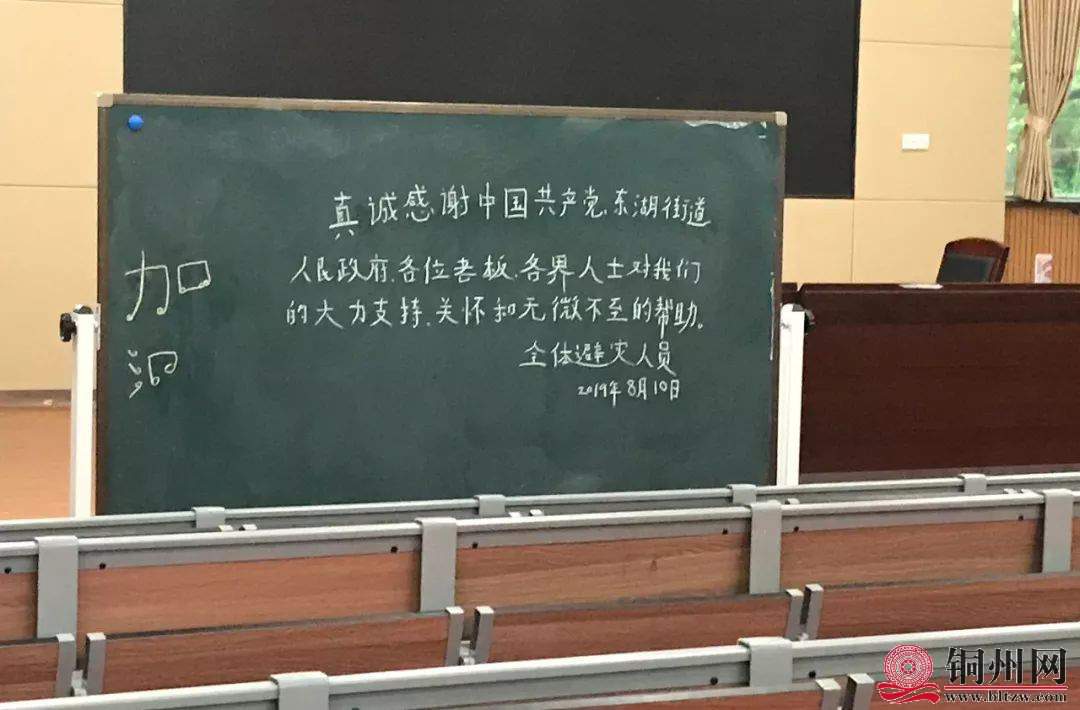 真诚感谢中国共产党、东湖街道
人民政府、各位老板、各界人士对我们
的大力支持、关怀和无微不至的帮助。
全体避灾人员
2019年8月10日
加
铜州网
www.bltzw.com